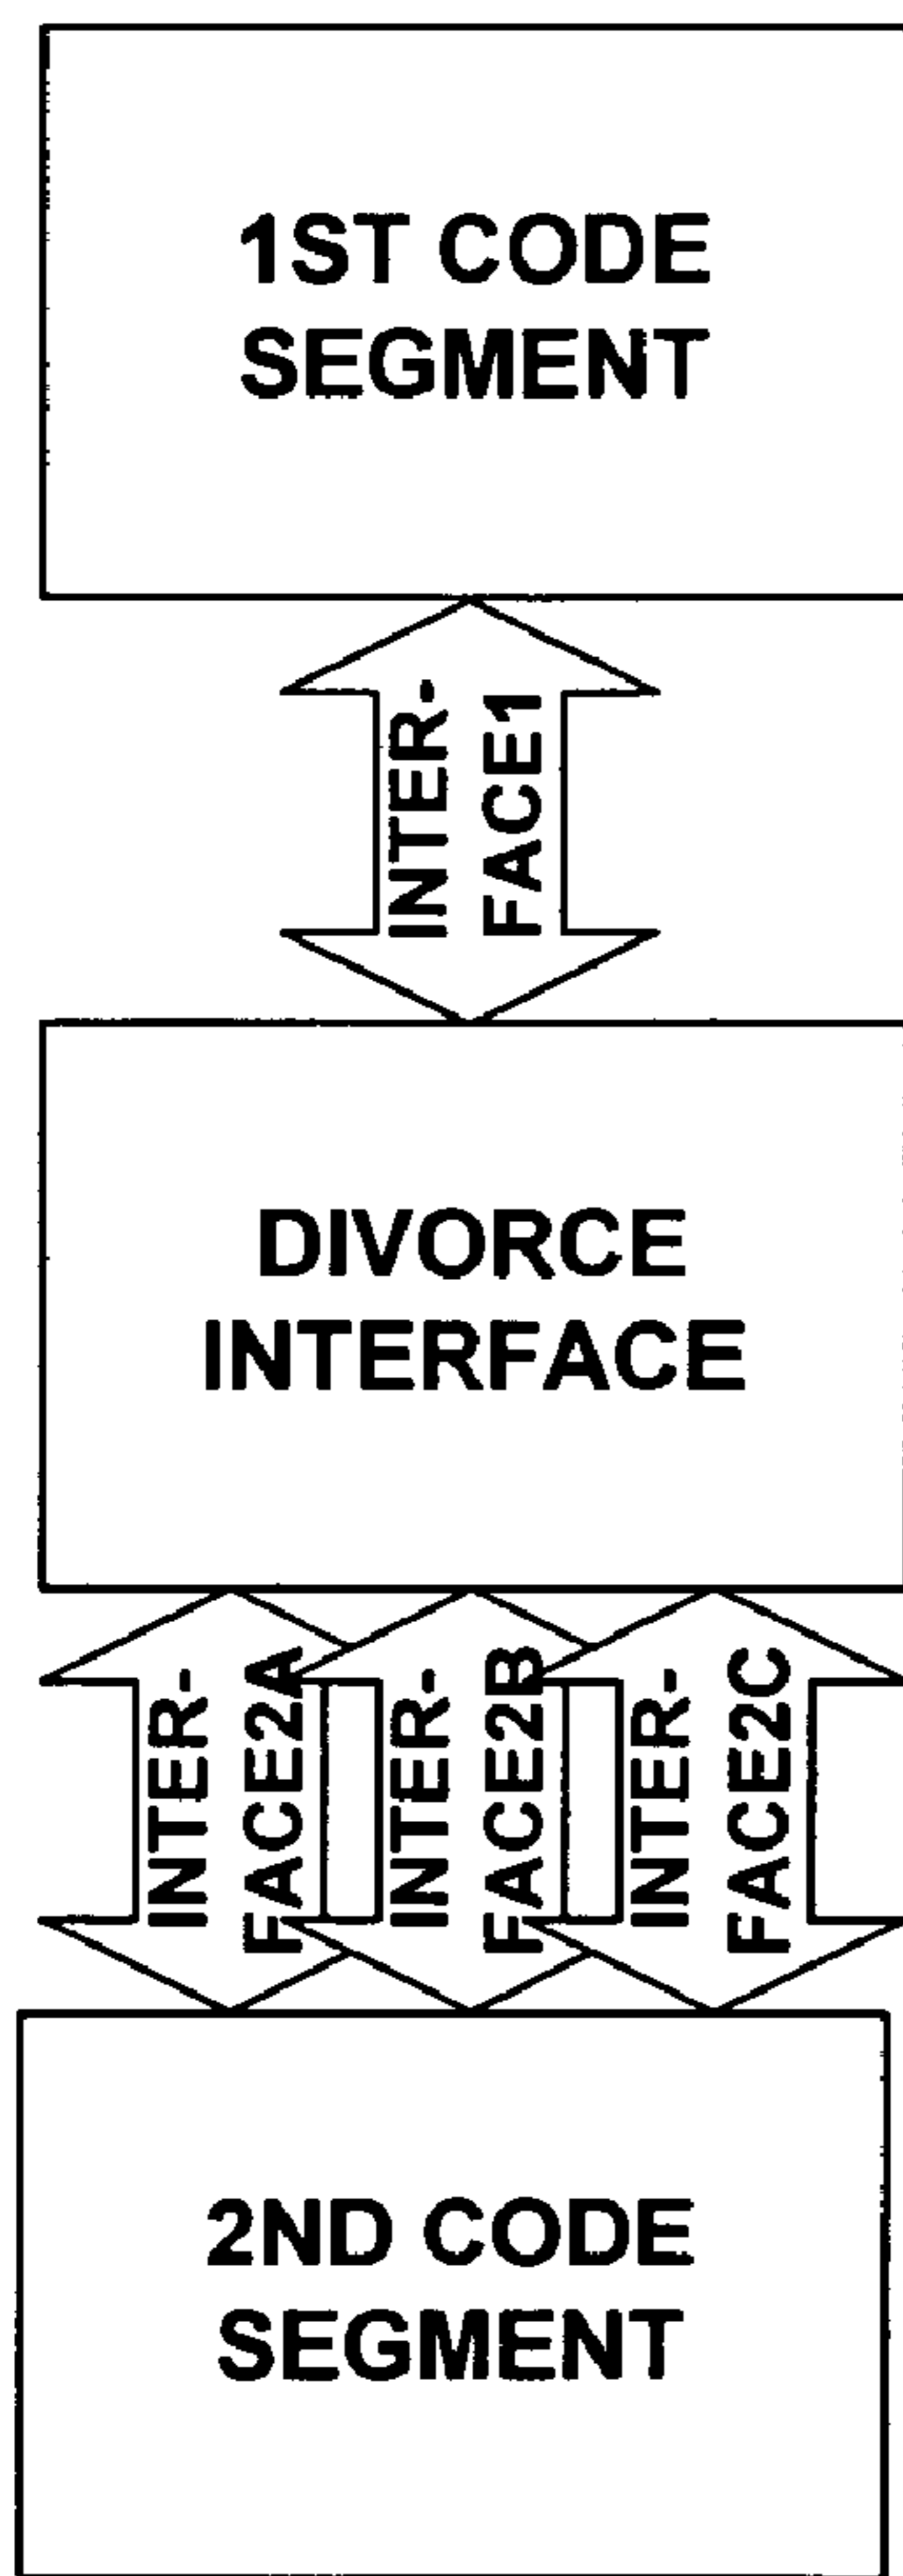 1ST CODE
SEGMENT
INTER-
FACE1
DIVORCE
INTERFACE
INTER-
FACE2A
INTER-
FACE2B
INTER-
FACE2C
2ND CODE
SEGMENT